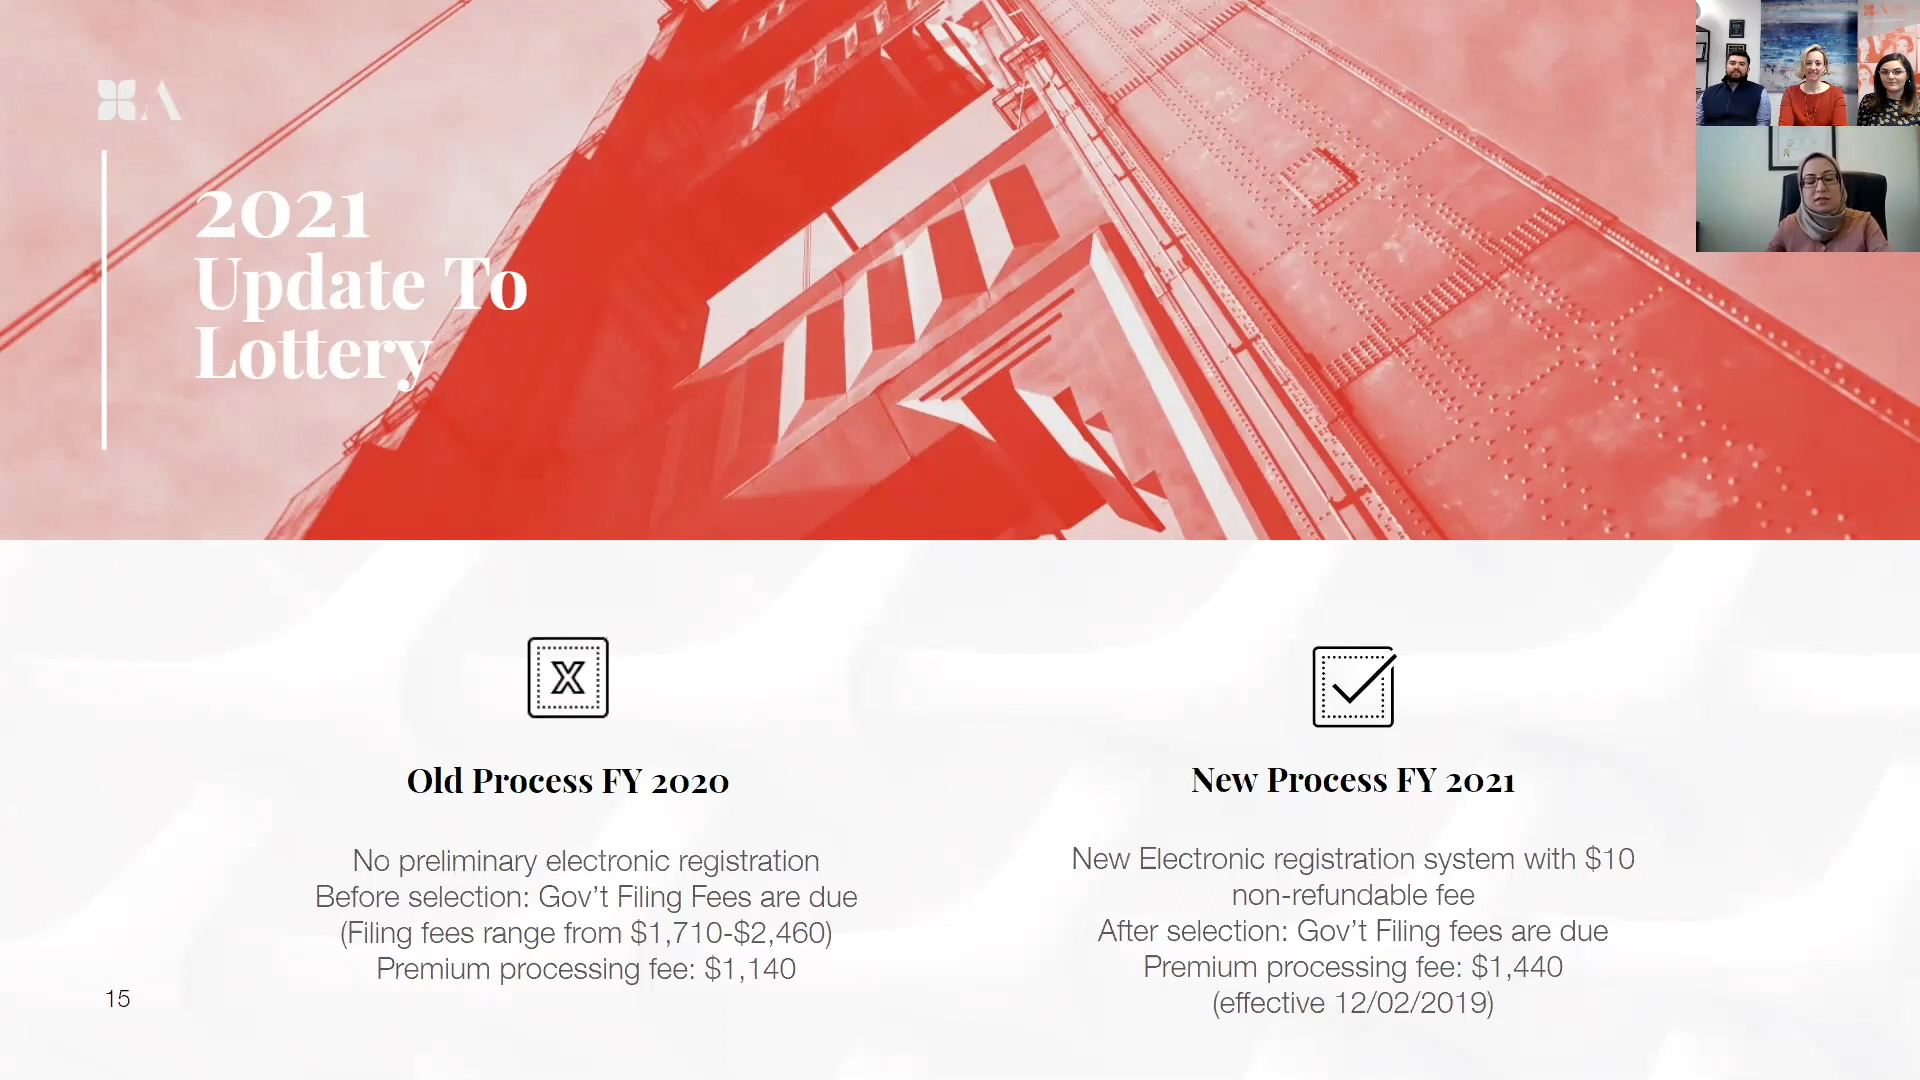 A
2021
Update To
Lottery
X
Old Process FY 2020
No preliminary electronic registration
Before selection: Gov’t Filing Fees are due
(Filing fees range from $1,710-$2,460)
Premium processing fee: $1,140
New Process FY 2021
New Electronic registration system with $10
non-refundable fee
After selection: Gov’t Filing fees are due
Premium processing fee: $1,440
(effective 12/02/2019)
15